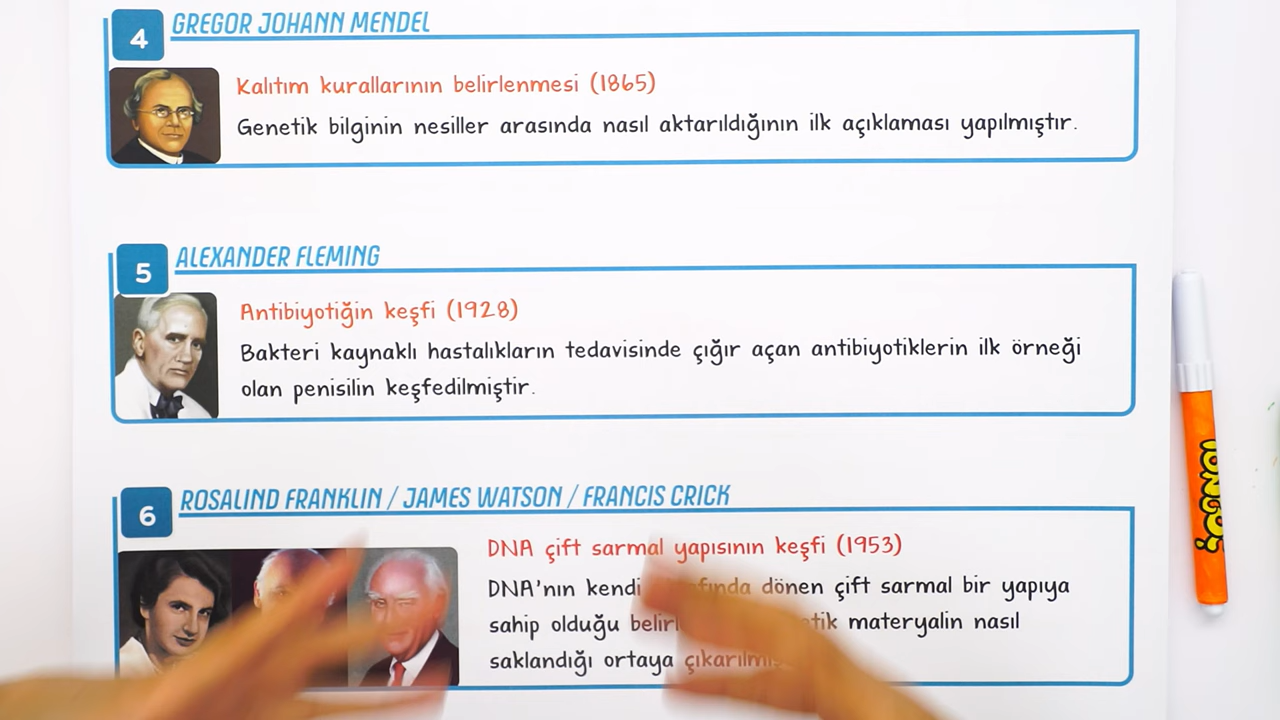 4
GREGOR JOHANN MENDEL
Kalıtım kurallarının belirlenmesi (1865)
Genetik bilginin nesiller arasında nasıl aktarıldığının ilk açıklaması yapılmıştır.
5
ALEXANDER FLEMING
Antibiyotiğin keşfi (1928)
Bakteri kaynaklı hastalıkların tedavisinde çığır açan antibiyotiklerin ilk örneği
olan penisilin keşfedilmiştir.
6
ROSALIND FRANKLIN / JAMES WATSON / FRANCIS CRICK
DNA çift sarmal yapısının keşfi (1953)
DNA'nın kendi dönen çift sarmal bir yapıya
sahip olduğu materyalin nasıl
saklandığı ortaya